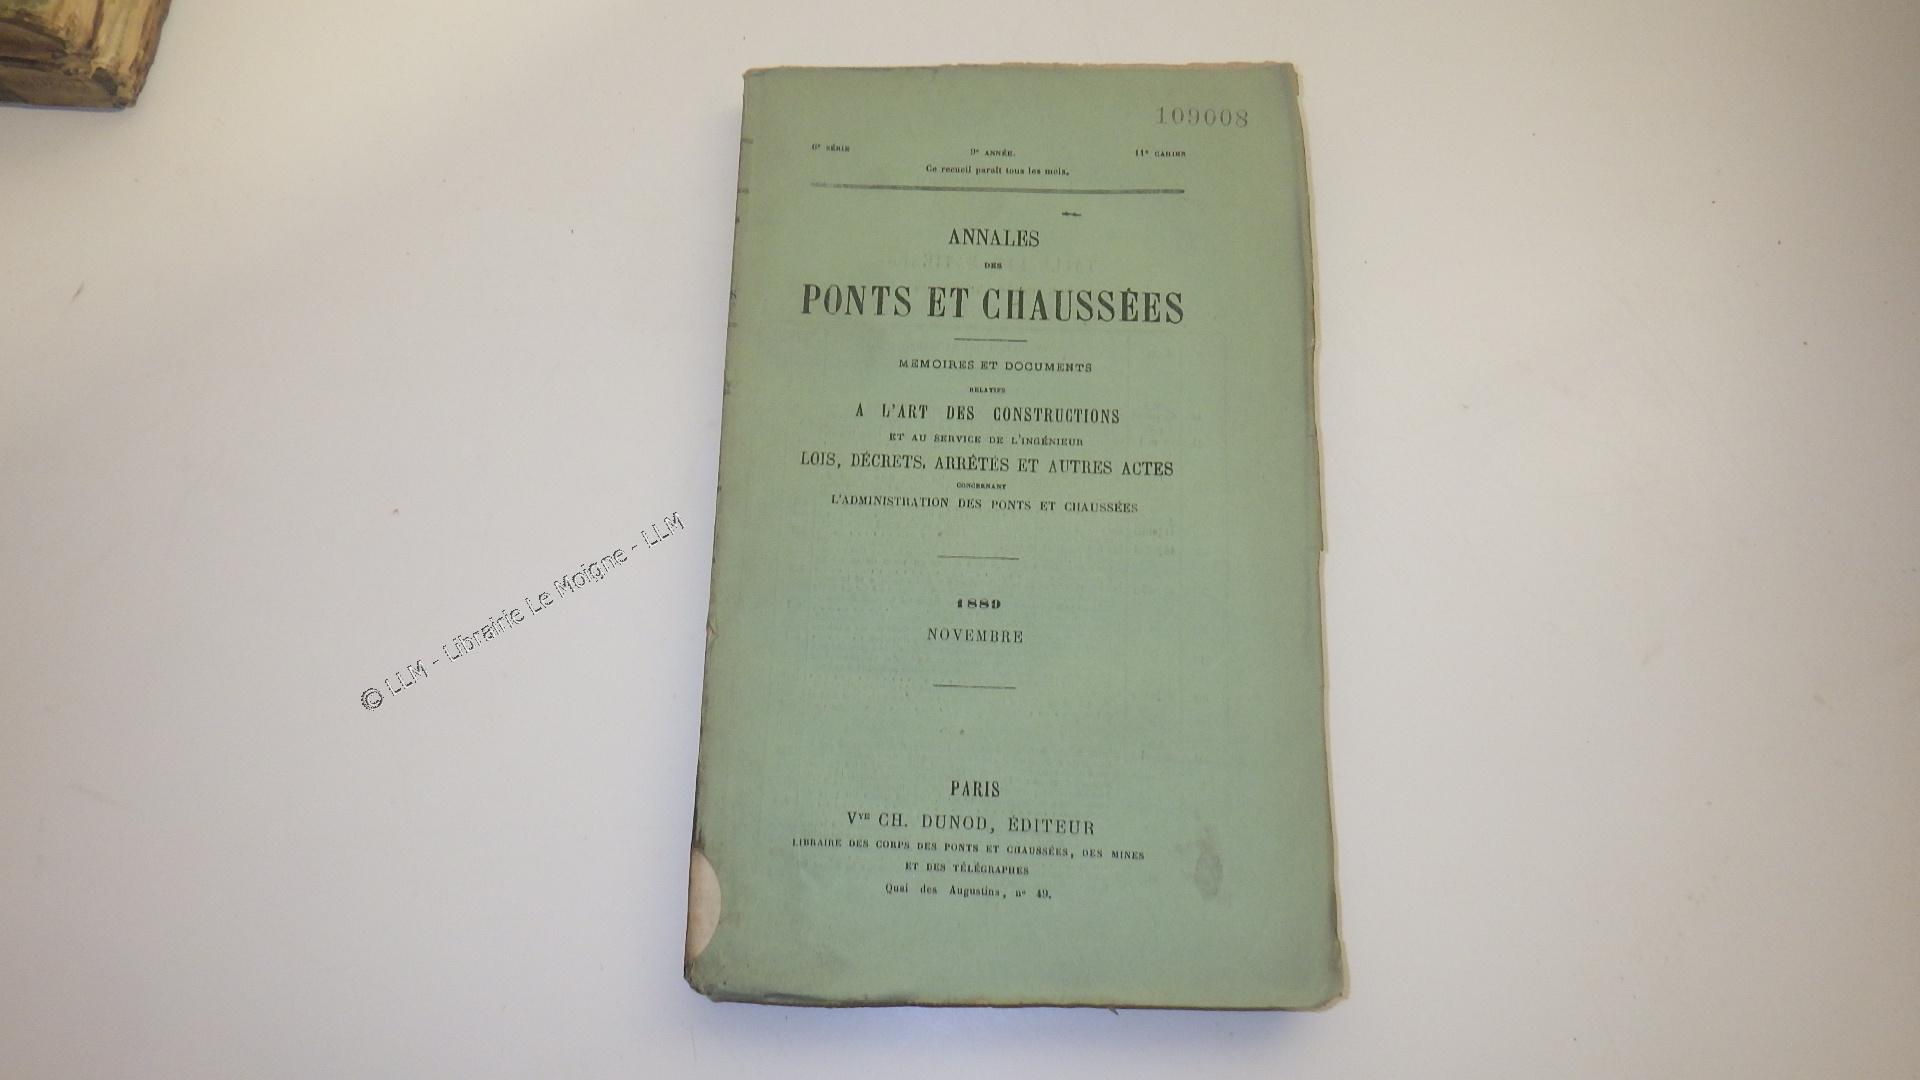 109008
6e SÉRIE 9e ANNÉE. 11e CAHIER
Ce recueil paraît tous les mois.
ANNALES
DES
PONTS ET CHAUSSÉES
MÉMOIRES ET DOCUMENTS
RELATIFS
A L'ART DES CONSTRUCTIONS
ET AU SERVICE DE L'INGÉNIEUR
LOIS, DÉCRETS, ARRÊTÉS ET AUTRES ACTES
CONCERNANT
L'ADMINISTRATION DES PONTS ET CHAUSSÉES
1889
NOVEMBRE
PARIS
Vve CH. DUNOD, ÉDITEUR
LIBRAIRE DES CORPS DES PONTS ET CHAUSSÉES, DES MINES
ET DES TÉLÉGRAPHES
Quai des Augustins, n° 49.
© LLM - Librairie Le Moigne - LLM